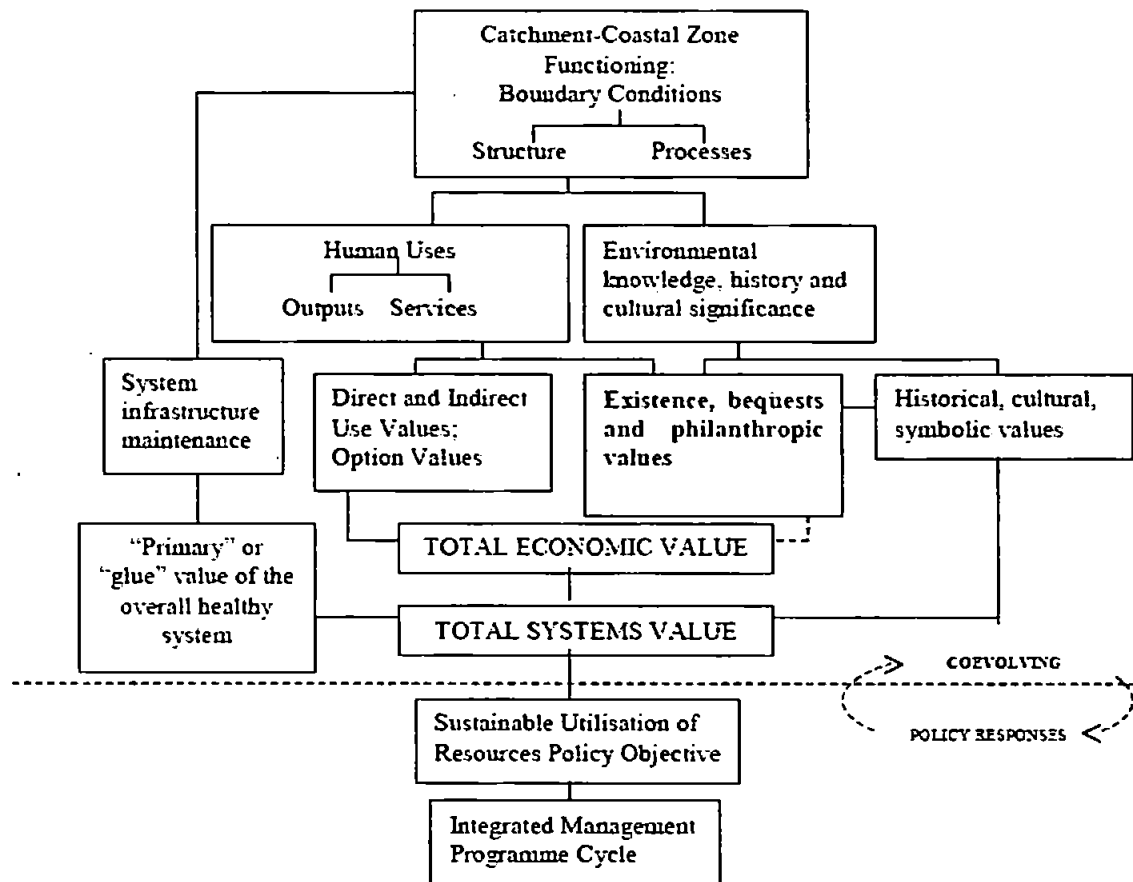 Catchment-Coastal Zone
Functioning:
Boundary Conditions
Structure Processes
Human Uses
Outputs Services
Environmental
knowledge, history and
cultural significance
System
infrastructure
maintenance
Direct and Indirect
Use Values;
Option Values
Existence, bequests
and philanthropic
values
Historical, cultural,
symbolic values
"Primary" or
"glue" value of the
overall healthy
system
TOTAL ECONOMIC VALUE
TOTAL SYSTEMS VALUE
COEVOLVING
POLICY RESPONSES
Sustainable Utilisation of
Resources Policy Objective
Integrated Management
Programme Cycle